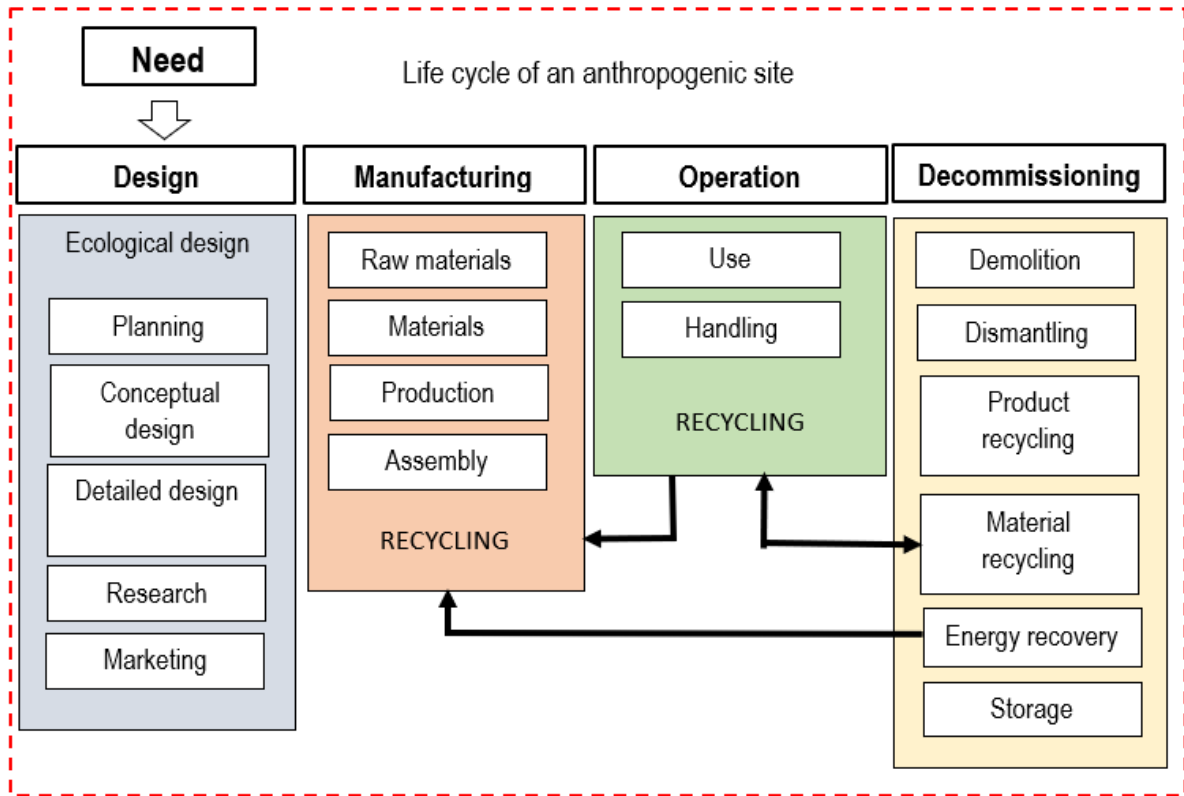 Need
Life cycle of an anthropogenic site
Design
Manufacturing
Operation
Decommissioning
Ecological design
Planning
Conceptual
design
Detailed design
Research
Marketing
Raw materials
Materials
Production
Assembly
RECYCLING
Use
Handling
RECYCLING
Demolition
Dismantling
Product
recycling
Material
recycling
Energy recovery
Storage